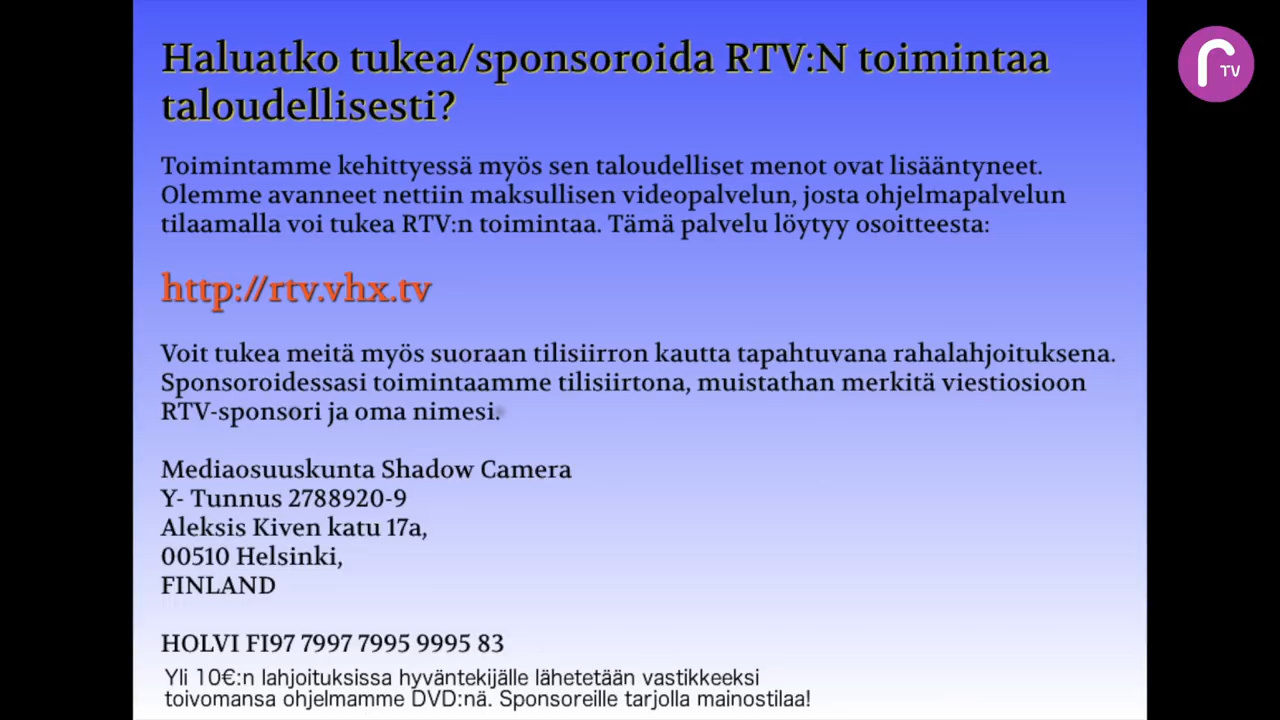 Haluatko tukea/sponsoroida RTV:N toimintaa
taloudellisesti?
Toimintamme kehittyessä myös sen taloudelliset menot ovat lisääntyneet.
Olemme avanneet nettiin maksullisen videopalvelun, josta ohjelmapalvelun
tilaamalla voi tukea RTV:n toimintaa. Tämä palvelu löytyy osoitteesta:
http://rtv.vhx.tv
Voit tukea meitä myös suoraan tilisiirron kautta tapahtuvana rahalahjoituksena.
Sponsoroidessasi toimintaamme tilisiirtona, muistathan merkitä viestiosioon
RTV-sponsori ja oma nimesi.
Mediaosuuskunta Shadow Camera
Y- Tunnus 2788920-9
Aleksis Kiven katu 17a,
00510 Helsinki,
FINLAND
HOLVI FI97 7997 7995 9995 83
Yli 10€:n lahjoituksissa hyväntekijälle lähetetään vastikkeeksi
toivomansa ohjelmamme DVD:nä. Sponsoreille tarjolla mainostilaa!
r TV